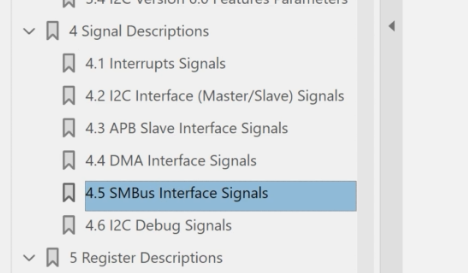 3.4 I2C Version 6.0 Features Parameters
4 Signal Descriptions
4.1 Interrupts Signals
4.2 I2C Interface (Master/Slave) Signals
4.3 APB Slave Interface Signals
4.4 DMA Interface Signals
4.5 SMBus Interface Signals
4.6 I2C Debug Signals
5 Register Descriptions